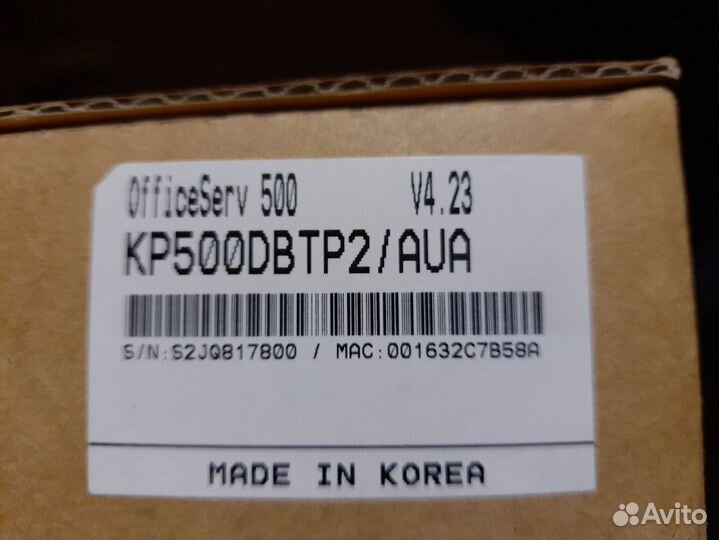 OfficeServ 500 V4.23
KP500DBTP2/AUA
S/N:S2JQ817800 / MAC:001632C7B58A
MADE IN KOREA
Avito